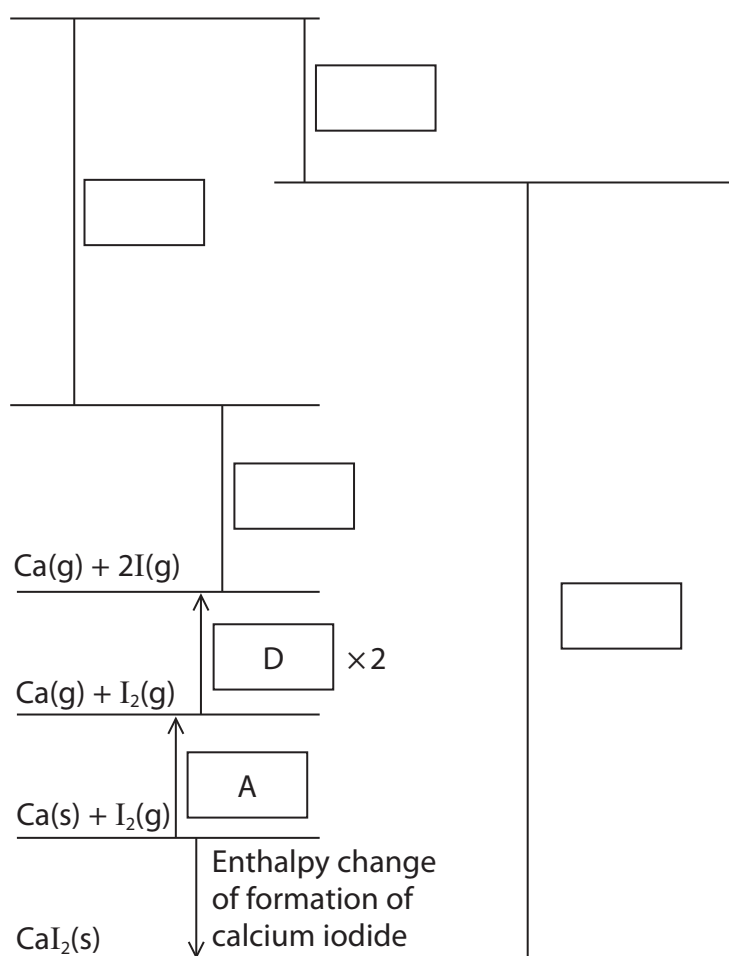 Ca(g) + 2I(g)
D ×2
Ca(g) + I₂(g)
A
Ca(s) + I₂(g)
Enthalpy change
of formation of
calcium iodide
CaI₂(s)